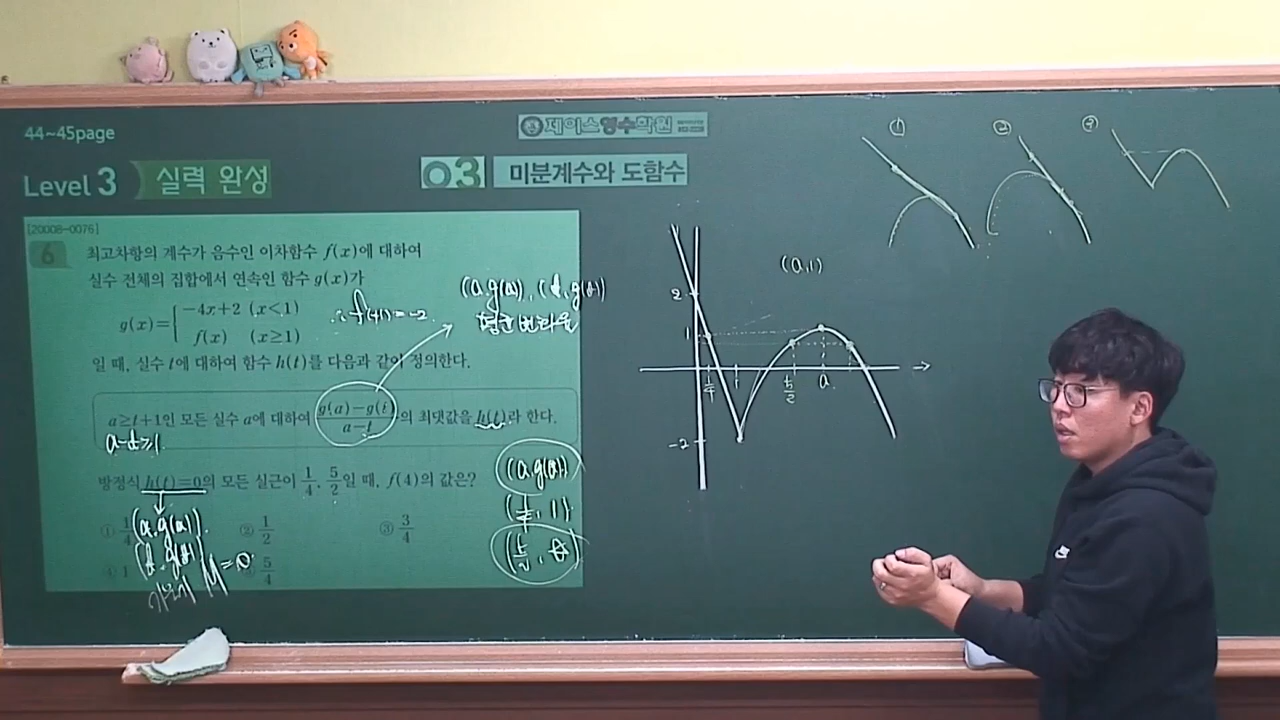 44~45page
제이스영수학원
Level 3 실력 완성
03 미분계수와 도함수
[20008-0076]
6
최고차항의 계수가 음수인 이차함수 f(x)에 대하여
실수 전체의 집합에서 연속인 함수 g(x)가
g(x)={ -4x+2 (x<1)
f(x) (x≥1)
일 때, 실수 t에 대하여 함수 h(t)를 다음과 같이 정의한다.
a≥t+1인 모든 실수 a에 대하여 g(a)-g(t)/a-t의 최댓값을 h(t)라 한다.
a-t≥1
방정식 h(t)=0의 모든 실근이 1/4, 5/2일 때, f(4)의 값은?
① 1/4 ② 1/2 ③ 3/4
④ 1 5/4
∴ f(1)=-2
(a, g(a)), (t, g(t))
평균변화율
(a, g(a))
(t, g(t))
기울기 M=0
(a, g(a))
(1/4, 1)
① ② ③
(a, 1)
2
1
-2
1/4 1 5/2 a